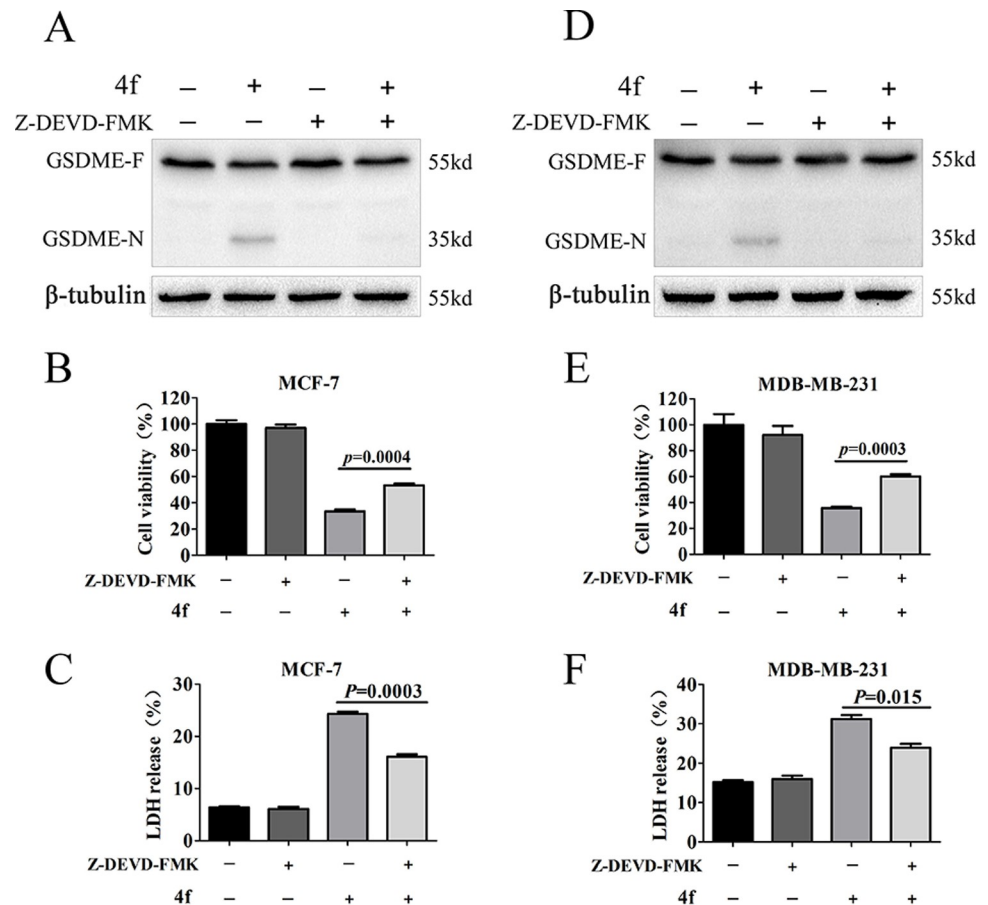 A
4f − + − +
Z-DEVD-FMK − − + +
GSDME-F 55kd
GSDME-N 35kd
β-tubulin 55kd
D
4f − + − +
Z-DEVD-FMK − − + +
GSDME-F 55kd
GSDME-N 35kd
β-tubulin 55kd
B
MCF-7
Cell viability (%)
120
100
80
60
40
20
0
p=0.0004
Z-DEVD-FMK − + − +
4f − − + +
E
MDB-MB-231
Cell viability (%)
120
100
80
60
40
20
0
p=0.0003
Z-DEVD-FMK − + − +
4f − − + +
C
MCF-7
LDH release (%)
30
20
10
0
P=0.0003
Z-DEVD-FMK − + − +
4f − − + +
F
MDB-MB-231
LDH release (%)
40
30
20
10
0
P=0.015
Z-DEVD-FMK − + − +
4f − − + +